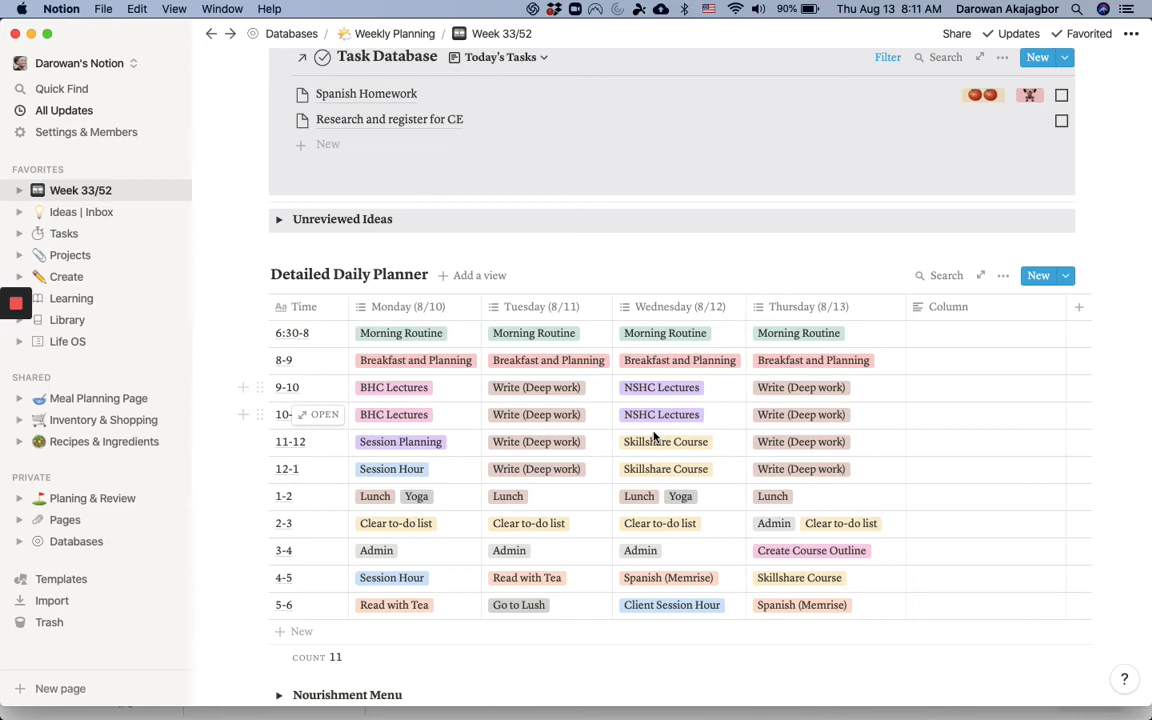 Notion File Edit View Window Help 90% Thu Aug 13 8:11 AM Darowan Akajagbor
Databases / Weekly Planning / Week 33/52 Share Updates Favorited
Darowan's Notion
Quick Find
All Updates
Settings & Members
FAVORITES
Week 33/52
Ideas | Inbox
Tasks
Projects
Create
Learning
Library
Life OS
SHARED
Meal Planning Page
Inventory & Shopping
Recipes & Ingredients
PRIVATE
Planing & Review
Pages
Databases
Templates
Import
Trash
New page
Task Database Today's Tasks Filter Search New
Spanish Homework
Research and register for CE
New
Unreviewed Ideas
Detailed Daily Planner Add a view Search New
Aa Time Monday (8/10) Tuesday (8/11) Wednesday (8/12) Thursday (8/13) Column
6:30-8 Morning Routine Morning Routine Morning Routine Morning Routine
8-9 Breakfast and Planning Breakfast and Planning Breakfast and Planning Breakfast and Planning
9-10 BHC Lectures Write (Deep work) NSHC Lectures Write (Deep work)
10- OPEN BHC Lectures Write (Deep work) NSHC Lectures Write (Deep work)
11-12 Session Planning Write (Deep work) Skillshare Course Write (Deep work)
12-1 Session Hour Write (Deep work) Skillshare Course Write (Deep work)
1-2 Lunch Yoga Lunch Lunch Yoga Lunch
2-3 Clear to-do list Clear to-do list Clear to-do list Admin Clear to-do list
3-4 Admin Admin Admin Create Course Outline
4-5 Session Hour Read with Tea Spanish (Memrise) Skillshare Course
5-6 Read with Tea Go to Lush Client Session Hour Spanish (Memrise)
New
COUNT 11
Nourishment Menu
?